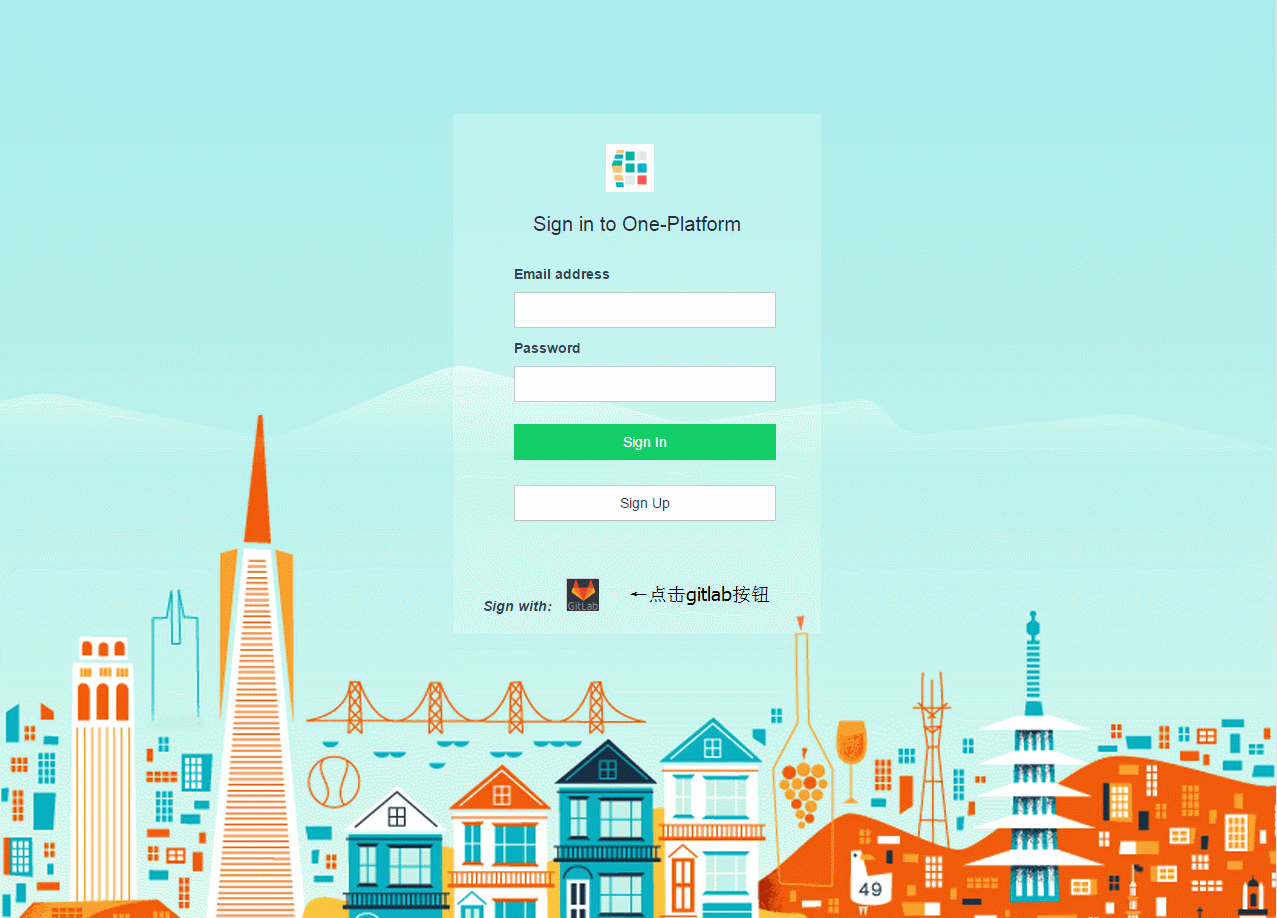 Sign in to One-Platform
Email address
Password
Sign In
Sign Up
Sign with: GitLab ←点击gitlab按钮
49